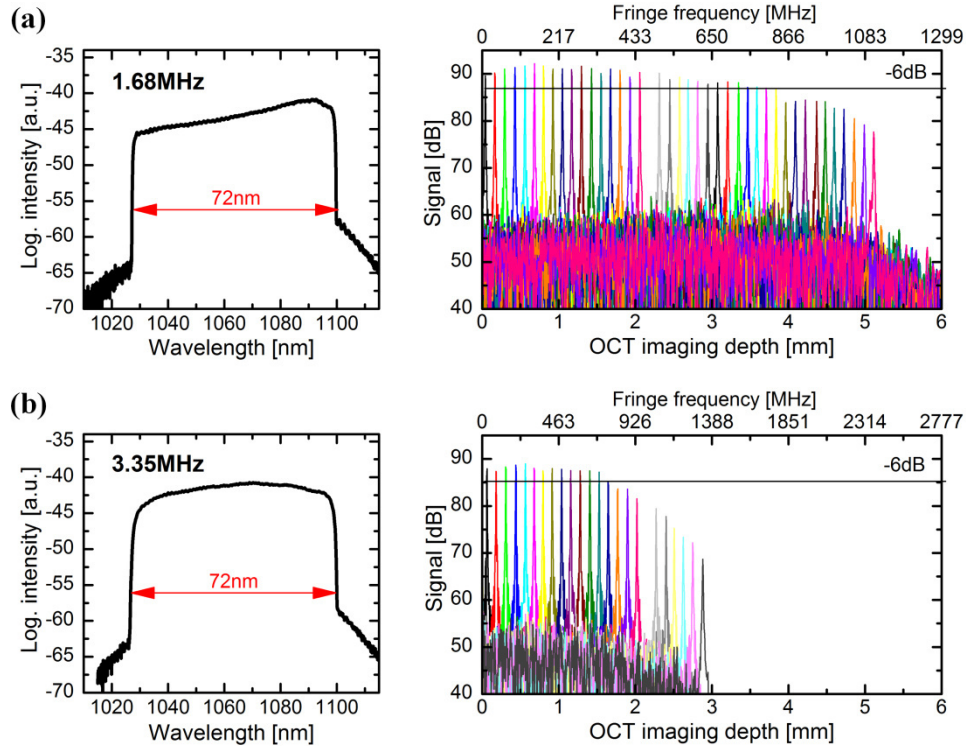 (a)
1.68MHz
72nm
-35
-40
-45
-50
-55
-60
-65
-70
Log. intensity [a.u.]
1020 1040 1060 1080 1100
Wavelength [nm]
Fringe frequency [MHz]
0 217 433 650 866 1083 1299
-6dB
90
80
70
60
50
40
Signal [dB]
0 1 2 3 4 5 6
OCT imaging depth [mm]
(b)
3.35MHz
72nm
-35
-40
-45
-50
-55
-60
-65
-70
Log. intensity [a.u.]
1020 1040 1060 1080 1100
Wavelength [nm]
Fringe frequency [MHz]
0 463 926 1388 1851 2314 2777
-6dB
90
80
70
60
50
40
Signal [dB]
0 1 2 3 4 5 6
OCT imaging depth [mm]